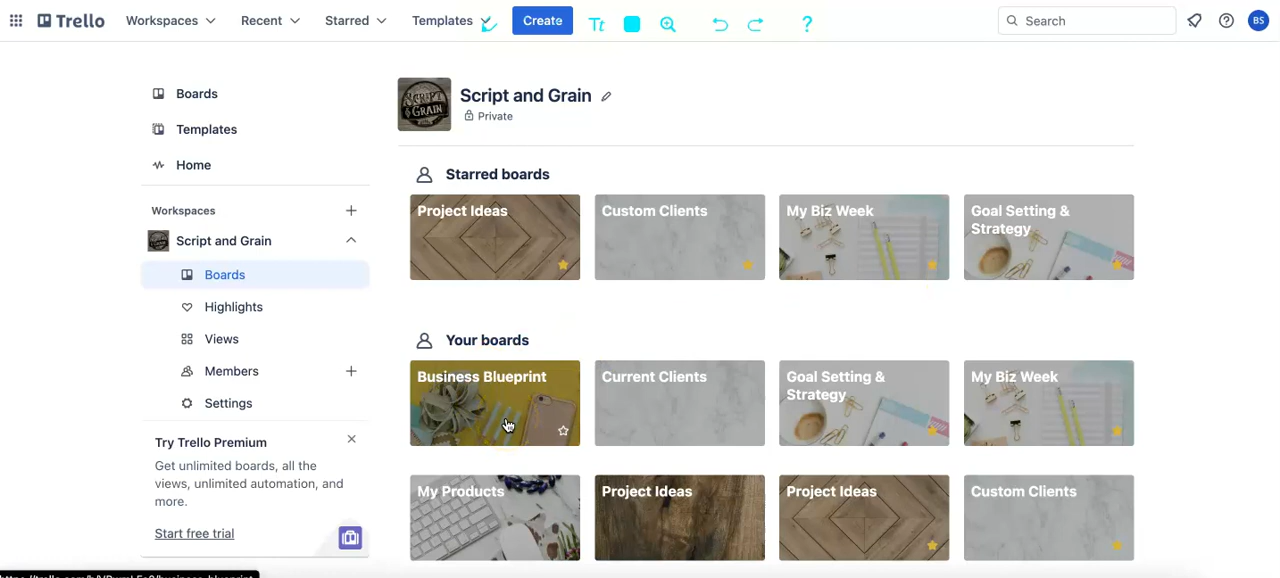 Trello Workspaces Recent Starred Templates Create Tt ? Search BS
Boards
Templates
Home
Workspaces
Script and Grain
Boards
Highlights
Views
Members
Settings
Try Trello Premium
Get unlimited boards, all the
views, unlimited automation, and
more.
Start free trial
SCRIPT
& GRAIN
Script and Grain
Private
Starred boards
Project Ideas
Custom Clients
My Biz Week
Goal Setting &
Strategy
Your boards
Business Blueprint
Current Clients
Goal Setting &
Strategy
My Biz Week
My Products
Project Ideas
Project Ideas
Custom Clients